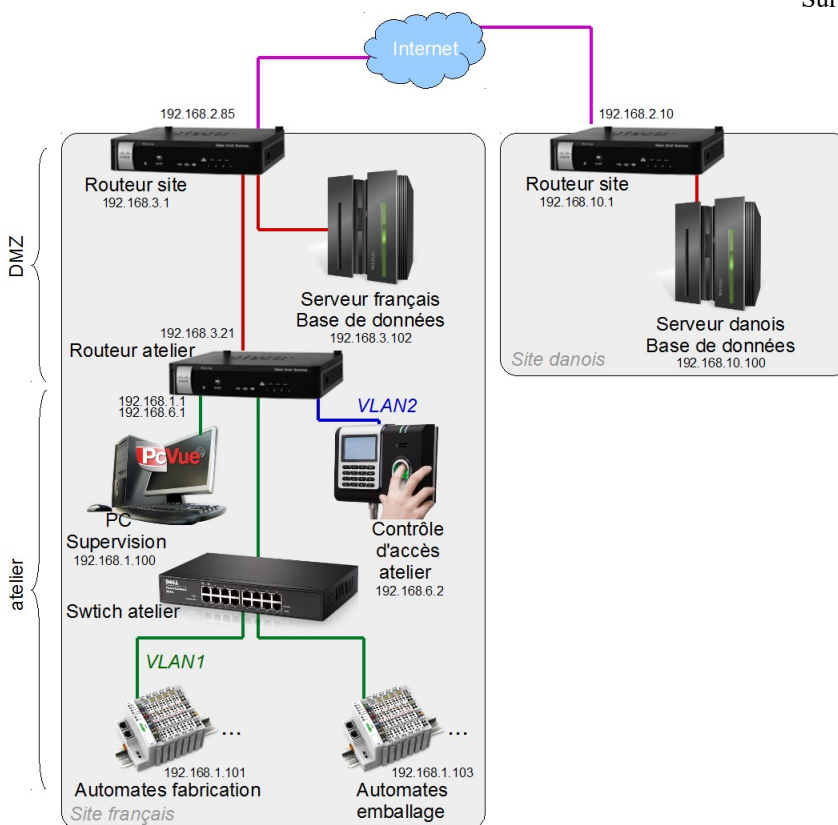 Sur
Internet
192.168.2.85
192.168.2.10
Routeur site
192.168.3.1
Routeur site
192.168.10.1
DMZ
Serveur français
Base de données
192.168.3.102
Serveur danois
Base de données
192.168.10.100
Site danois
192.168.3.21
Routeur atelier
192.168.1.1
192.168.6.1
VLAN2
PcVue
PC
Supervision
192.168.1.100
Contrôle
d'accès
atelier
192.168.6.2
atelier
DELL
Swtich atelier
VLAN1
...
...
192.168.1.101
192.168.1.103
Automates fabrication
Automates
emballage
Site français